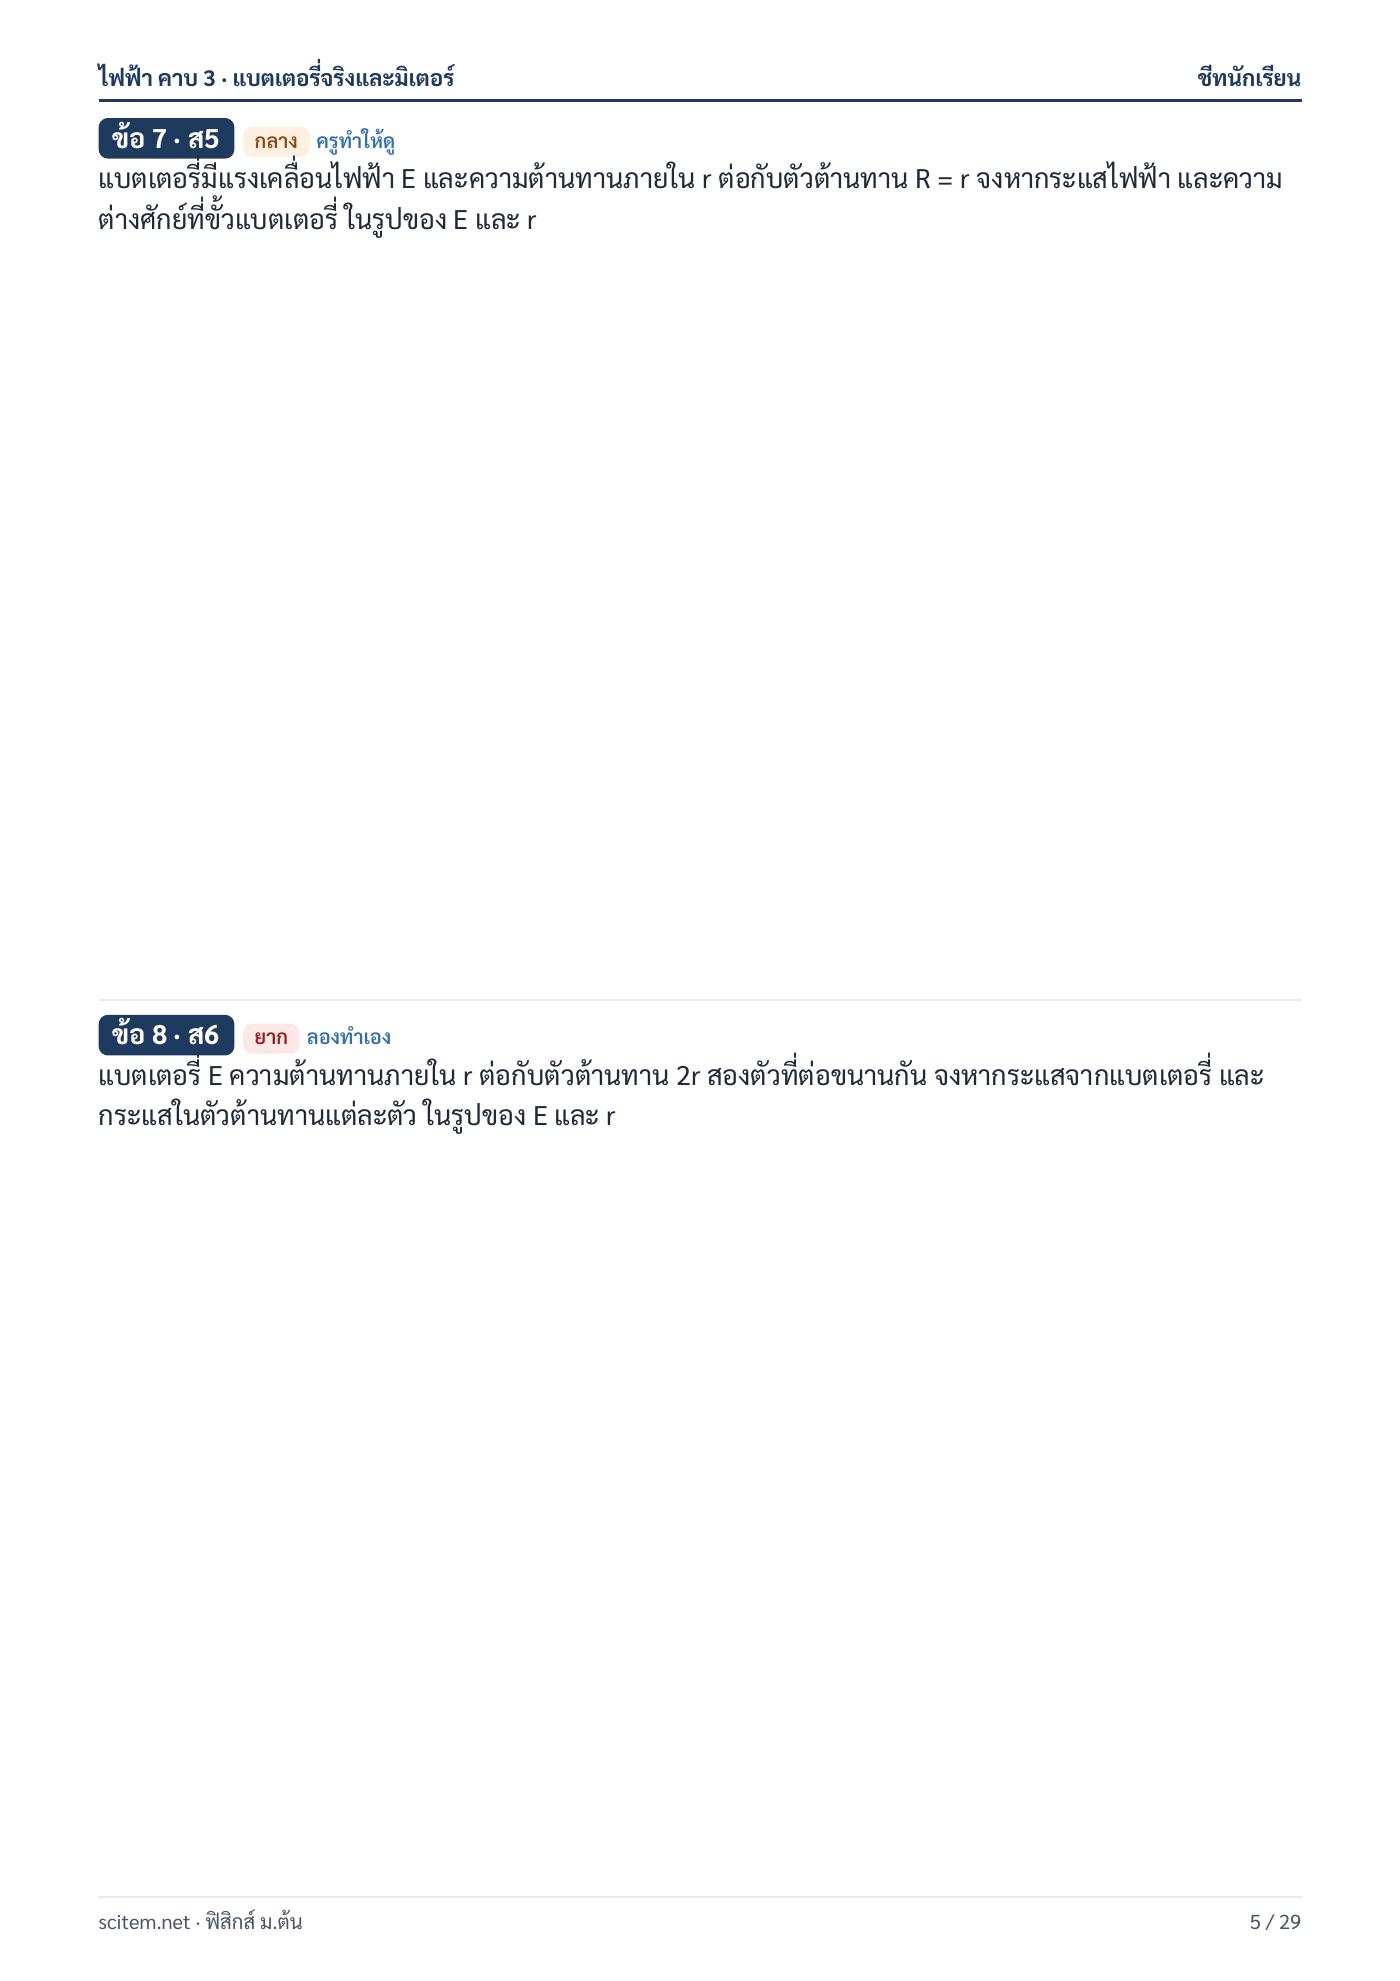 ไฟฟ้า คาบ 3 · แบตเตอรี่จริงและมิเตอร์
ชีทนักเรียน
ข้อ 7 · ส5 กลาง ครูทำให้ดู
แบตเตอรี่มีแรงเคลื่อนไฟฟ้า E และความต้านทานภายใน r ต่อกับตัวต้านทาน R = r จงหากระแสไฟฟ้า และความ
ต่างศักย์ที่ขั้วแบตเตอรี่ ในรูปของ E และ r
ข้อ 8 · ส6 ยาก ลองทำเอง
แบตเตอรี่ E ความต้านทานภายใน r ต่อกับตัวต้านทาน 2r สองตัวที่ต่อขนานกัน จงหากระแสจากแบตเตอรี่ และ
กระแสในตัวต้านทานแต่ละตัว ในรูปของ E และ r
scitem.net · ฟิสิกส์ ม.ต้น
5 / 29